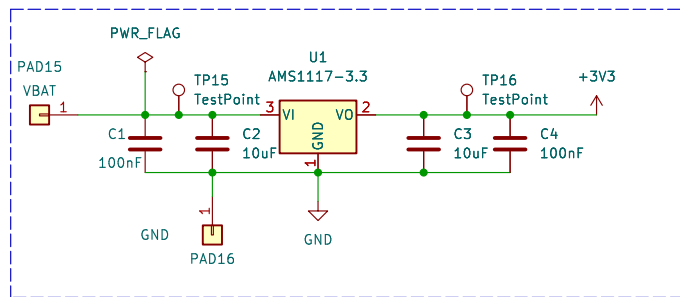 PWR_FLAG
U1
AMS1117-3.3
PAD15
VBAT
1
TP15
TestPoint
3
VI
VO
2
GND
1
TP16
TestPoint
+3V3
C1
100nF
C2
10uF
C3
10uF
C4
100nF
1
GND
PAD16
GND